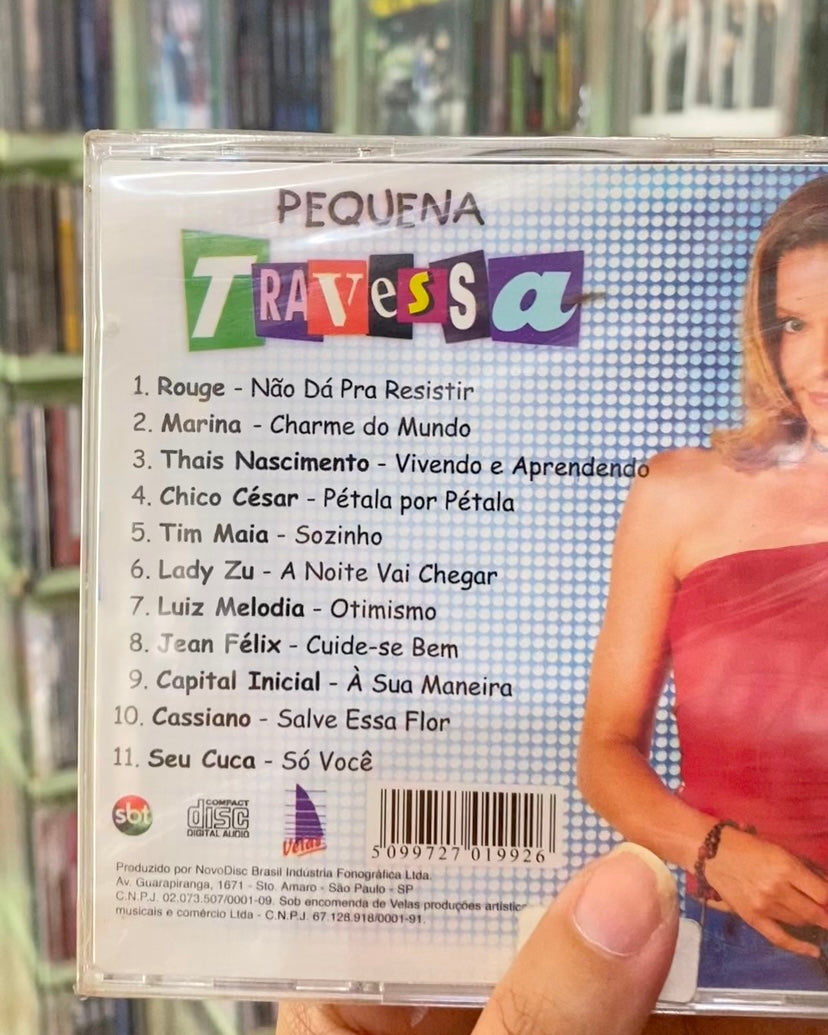 PEQUENA
TRAVESSA
1. Rouge - Não Dá Pra Resistir
2. Marina - Charme do Mundo
3. Thais Nascimento - Vivendo e Aprendendo
4. Chico César - Pétala por Pétala
5. Tim Maia - Sozinho
6. Lady Zu - A Noite Vai Chegar
7. Luiz Melodia - Otimismo
8. Jean Félix - Cuide-se Bem
9. Capital Inicial - À Sua Maneira
10. Cassiano - Salve Essa Flor
11. Seu Cuca - Só Você
sbt
COMPACT
disc
DIGITAL AUDIO
Velas
5 099727 019926
Produzido por NovoDisc Brasil Indústria Fonográfica Ltda.
Av. Guarapiranga, 1671 - Sto. Amaro - São Paulo - SP
C.N.P.J. 02.073.507/0001-09. Sob encomenda de Velas produções
musicais e comércio Ltda - C.N.P.J. 67.128.918/0001-91.